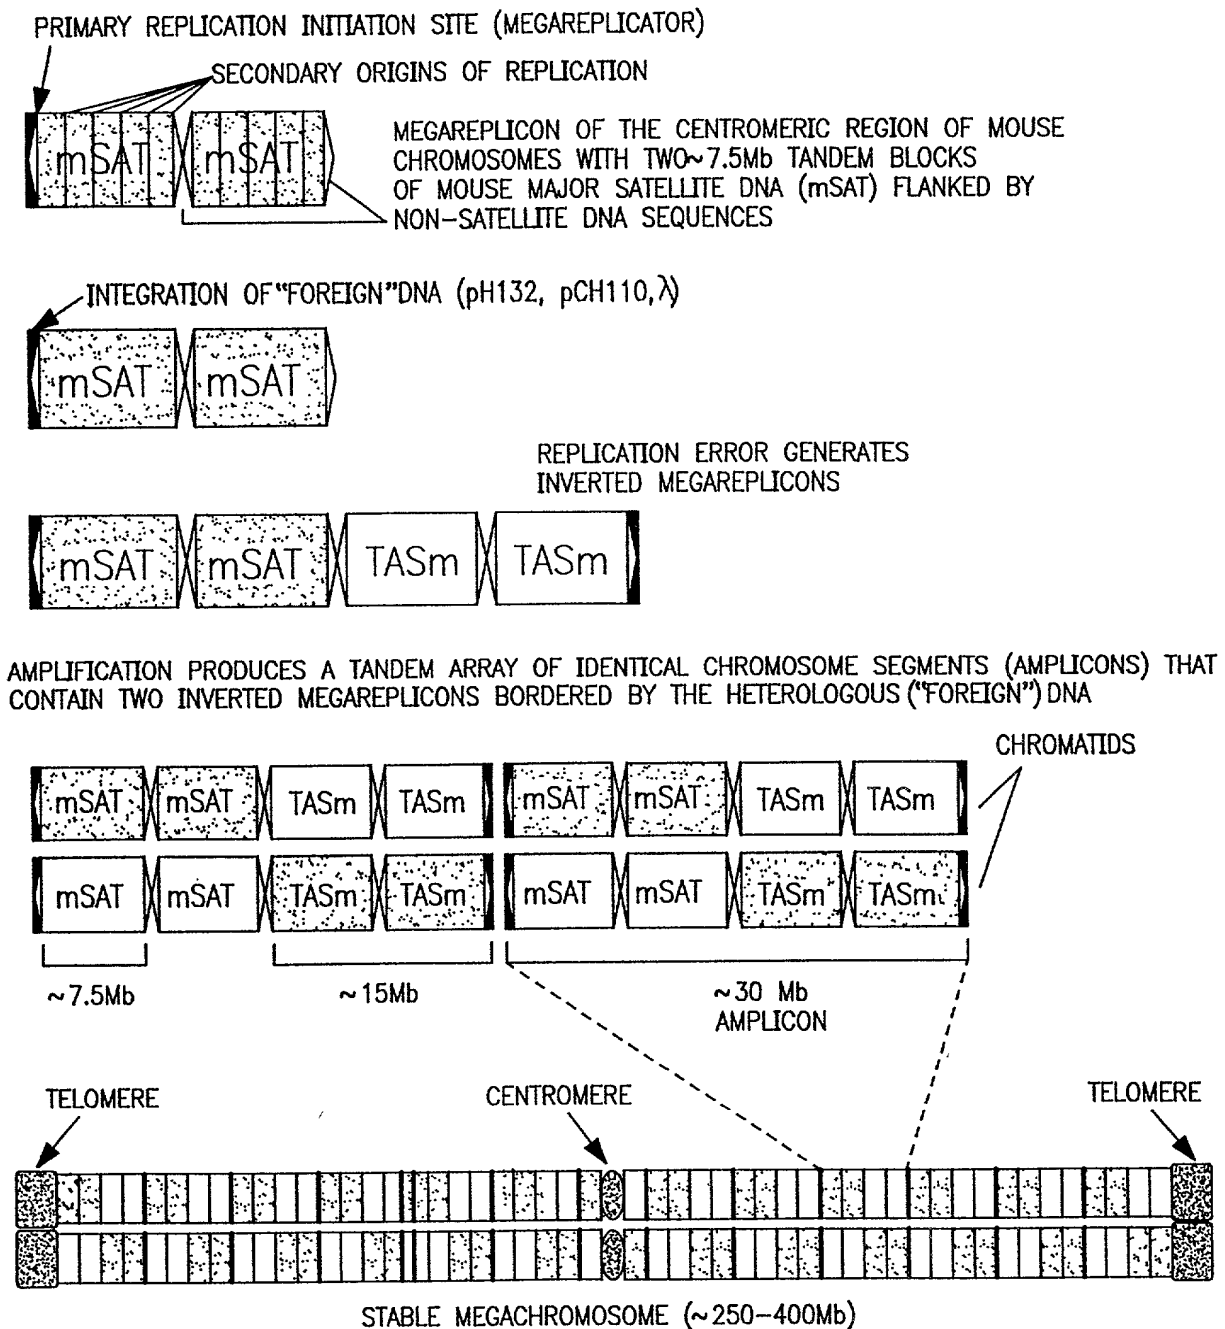 PRIMARY REPLICATION INITIATION SITE (MEGAREPLICATOR)
SECONDARY ORIGINS OF REPLICATION
mSAT mSAT
MEGAREPLICON OF THE CENTROMERIC REGION OF MOUSE
CHROMOSOMES WITH TWO~7.5Mb TANDEM BLOCKS
OF MOUSE MAJOR SATELLITE DNA (mSAT) FLANKED BY
NON-SATELLITE DNA SEQUENCES
INTEGRATION OF "FOREIGN" DNA (pH132, pCH110, λ)
mSAT mSAT
REPLICATION ERROR GENERATES
INVERTED MEGAREPLICONS
mSAT mSAT TASm TASm
AMPLIFICATION PRODUCES A TANDEM ARRAY OF IDENTICAL CHROMOSOME SEGMENTS (AMPLICONS) THAT
CONTAIN TWO INVERTED MEGAREPLICONS BORDERED BY THE HETEROLOGOUS ("FOREIGN") DNA
CHROMATIDS
mSAT mSAT TASm TASm mSAT mSAT TASm TASm
mSAT mSAT TASm TASm mSAT mSAT TASm TASm
~7.5Mb ~15Mb ~30 Mb
AMPLICON
TELOMERE CENTROMERE TELOMERE
STABLE MEGACHROMOSOME (~250-400Mb)